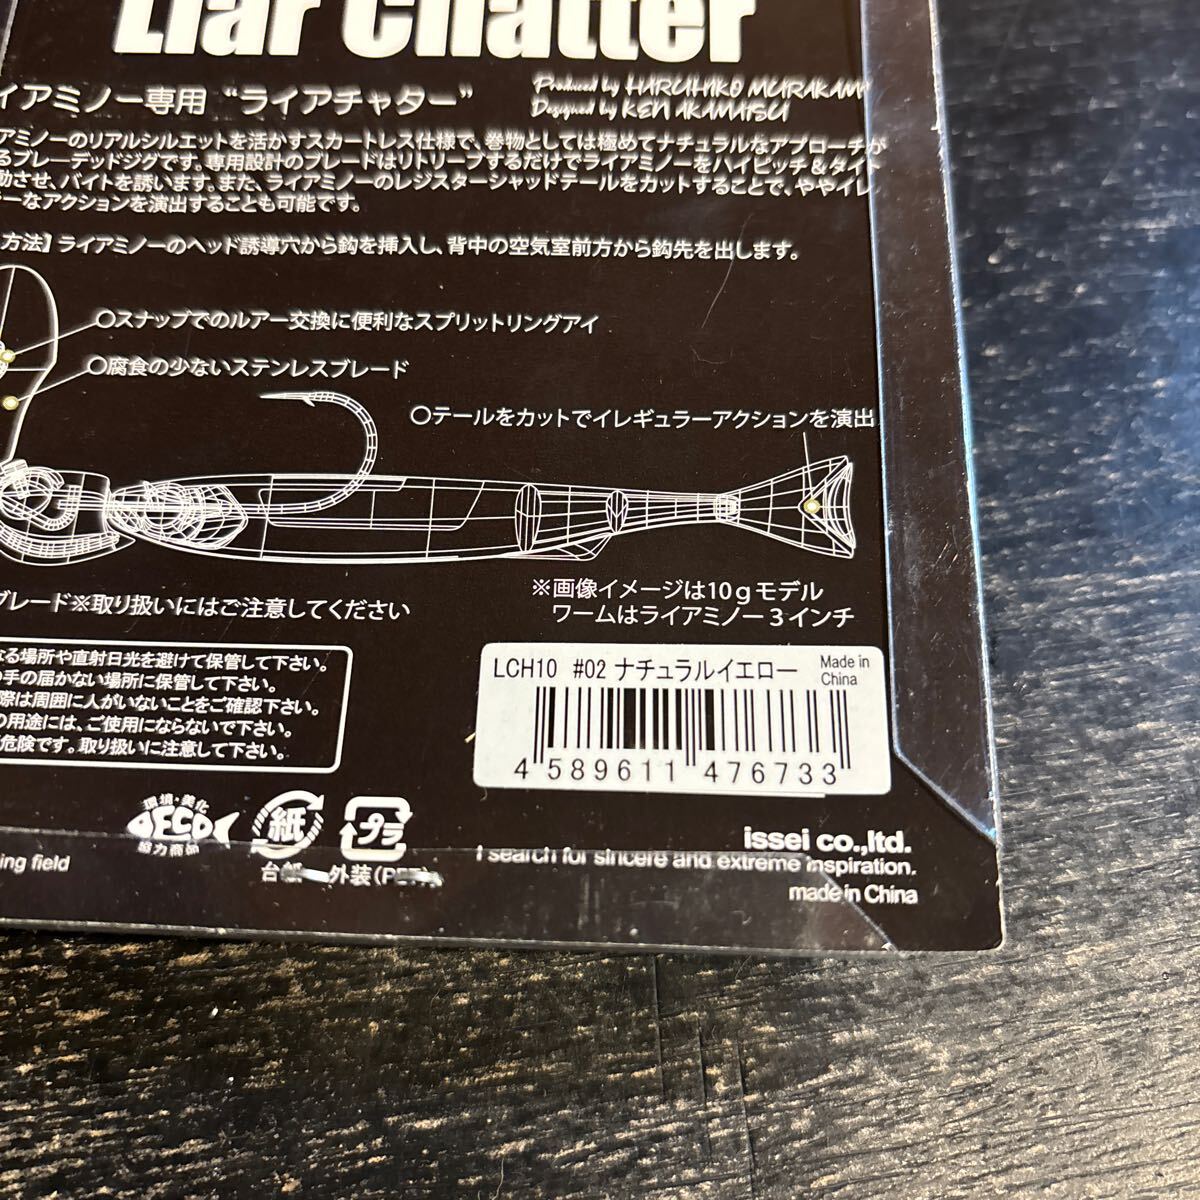 Liar Chatter
Produced by HARUHIKO MURAKAMI
Designed by KEN AKAMATSU
イアミノー専用 “ライアチャター”
アミノーのリアルシルエットを活かすスカートレス仕様で、巻物としては極めてナチュラルなアプローチが
るブレーデッドジグです。専用設計のブレードはリトリーブするだけでライアミノーをハイピッチ＆タイ
動させ、バイトを誘います。また、ライアミノーのレジスターシャッドテールをカットすることで、ややイレ
ーなアクションを演出することも可能です。
方法】ライアミノーのヘッド誘導穴から鈎を挿入し、背中の空気室前方から鈎先を出します。
○スナップでのルアー交換に便利なスプリットリングアイ
○腐食の少ないステンレスブレード
○テールをカットでイレギュラーアクションを演出
※画像イメージは10gモデル
ワームはライアミノー3インチ
ブレード※取り扱いにはご注意してください
なる場所や直射日光を避けて保管して下さい。
の手の届かない場所に保管して下さい。
際は周囲に人がいないことをご確認下さい。
の用途には、ご使用にならないで下さい。
危険です。取り扱いに注意して下さい。
LCH10 #02 ナチュラルイエロー
Made in
China
4 589611 476733
環境・美化
ECO
協力商品
紙
プラ
台紙 外装(PET)
ing field
issei co.,ltd.
I search for sincere and extreme inspiration.
made in China